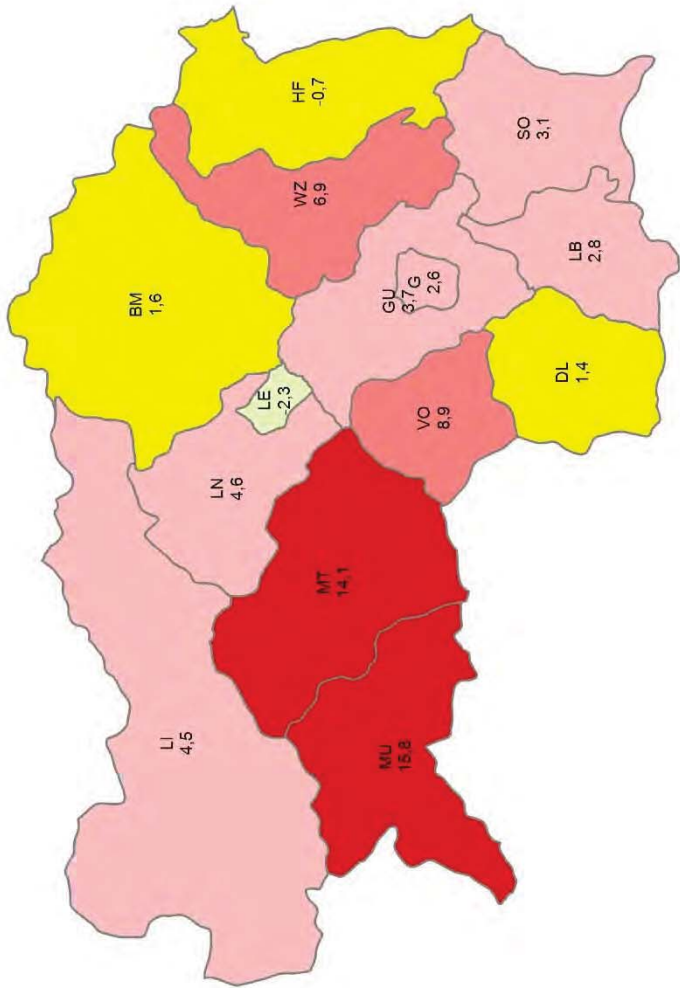 BM
1,6
LI
4,5
LN
4,6
LE
-2,3
WZ
6,9
HF
-0,7
MT
14,1
MU
15,8
GU
3,7
G
2,6
VO
8,9
SO
3,1
DL
1,4
LB
2,8